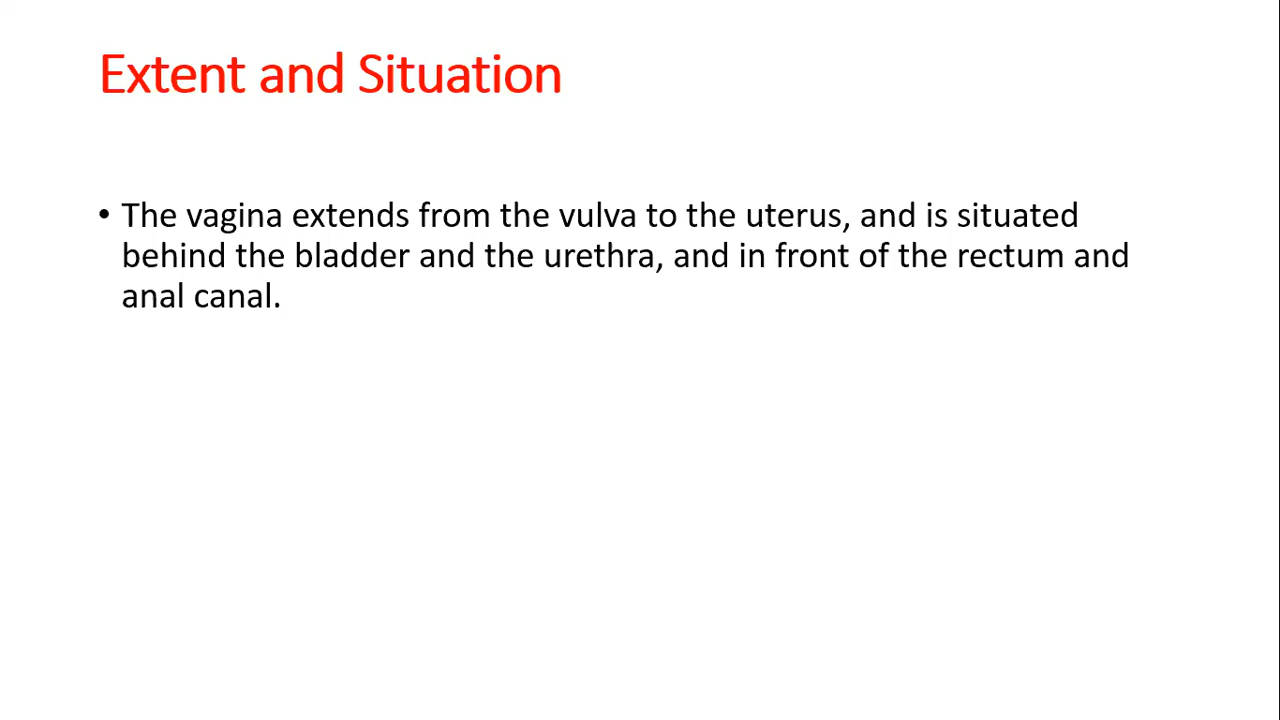 Extent and Situation
• The vagina extends from the vulva to the uterus, and is situated
behind the bladder and the urethra, and in front of the rectum and
anal canal.